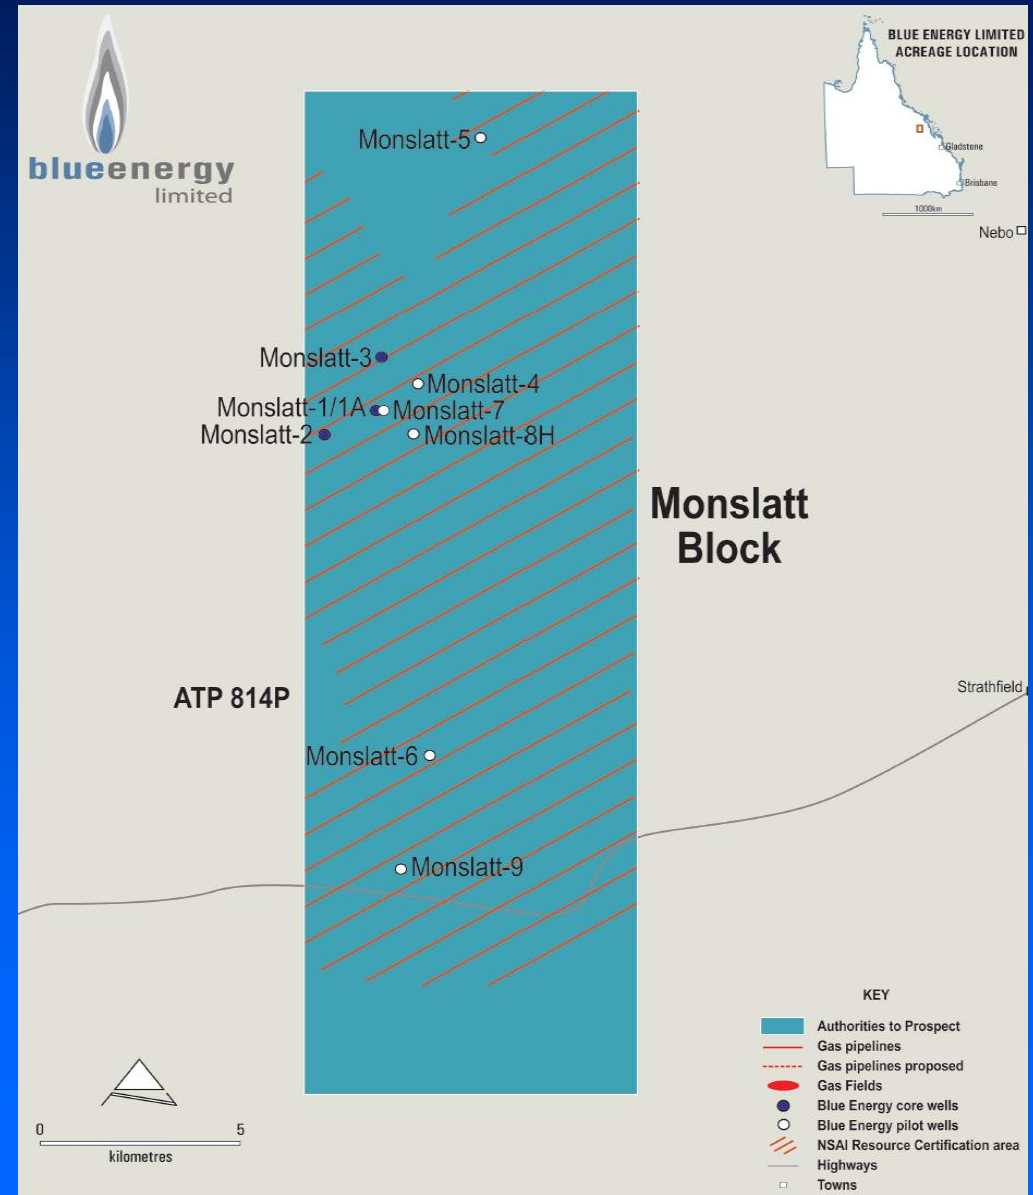 blueenergy
limited
BLUE ENERGY LIMITED
ACREAGE LOCATION
Gladstone
Brisbane
1000km
Nebo
Monslatt-5
Monslatt-3
Monslatt-4
Monslatt-1/1A
Monslatt-7
Monslatt-2
Monslatt-8H
Monslatt
Block
ATP 814P
Strathfield
Monslatt-6
Monslatt-9
KEY
Authorities to Prospect
Gas pipelines
Gas pipelines proposed
Gas Fields
Blue Energy core wells
Blue Energy pilot wells
NSAI Resource Certification area
Highways
Towns
0 5
kilometres